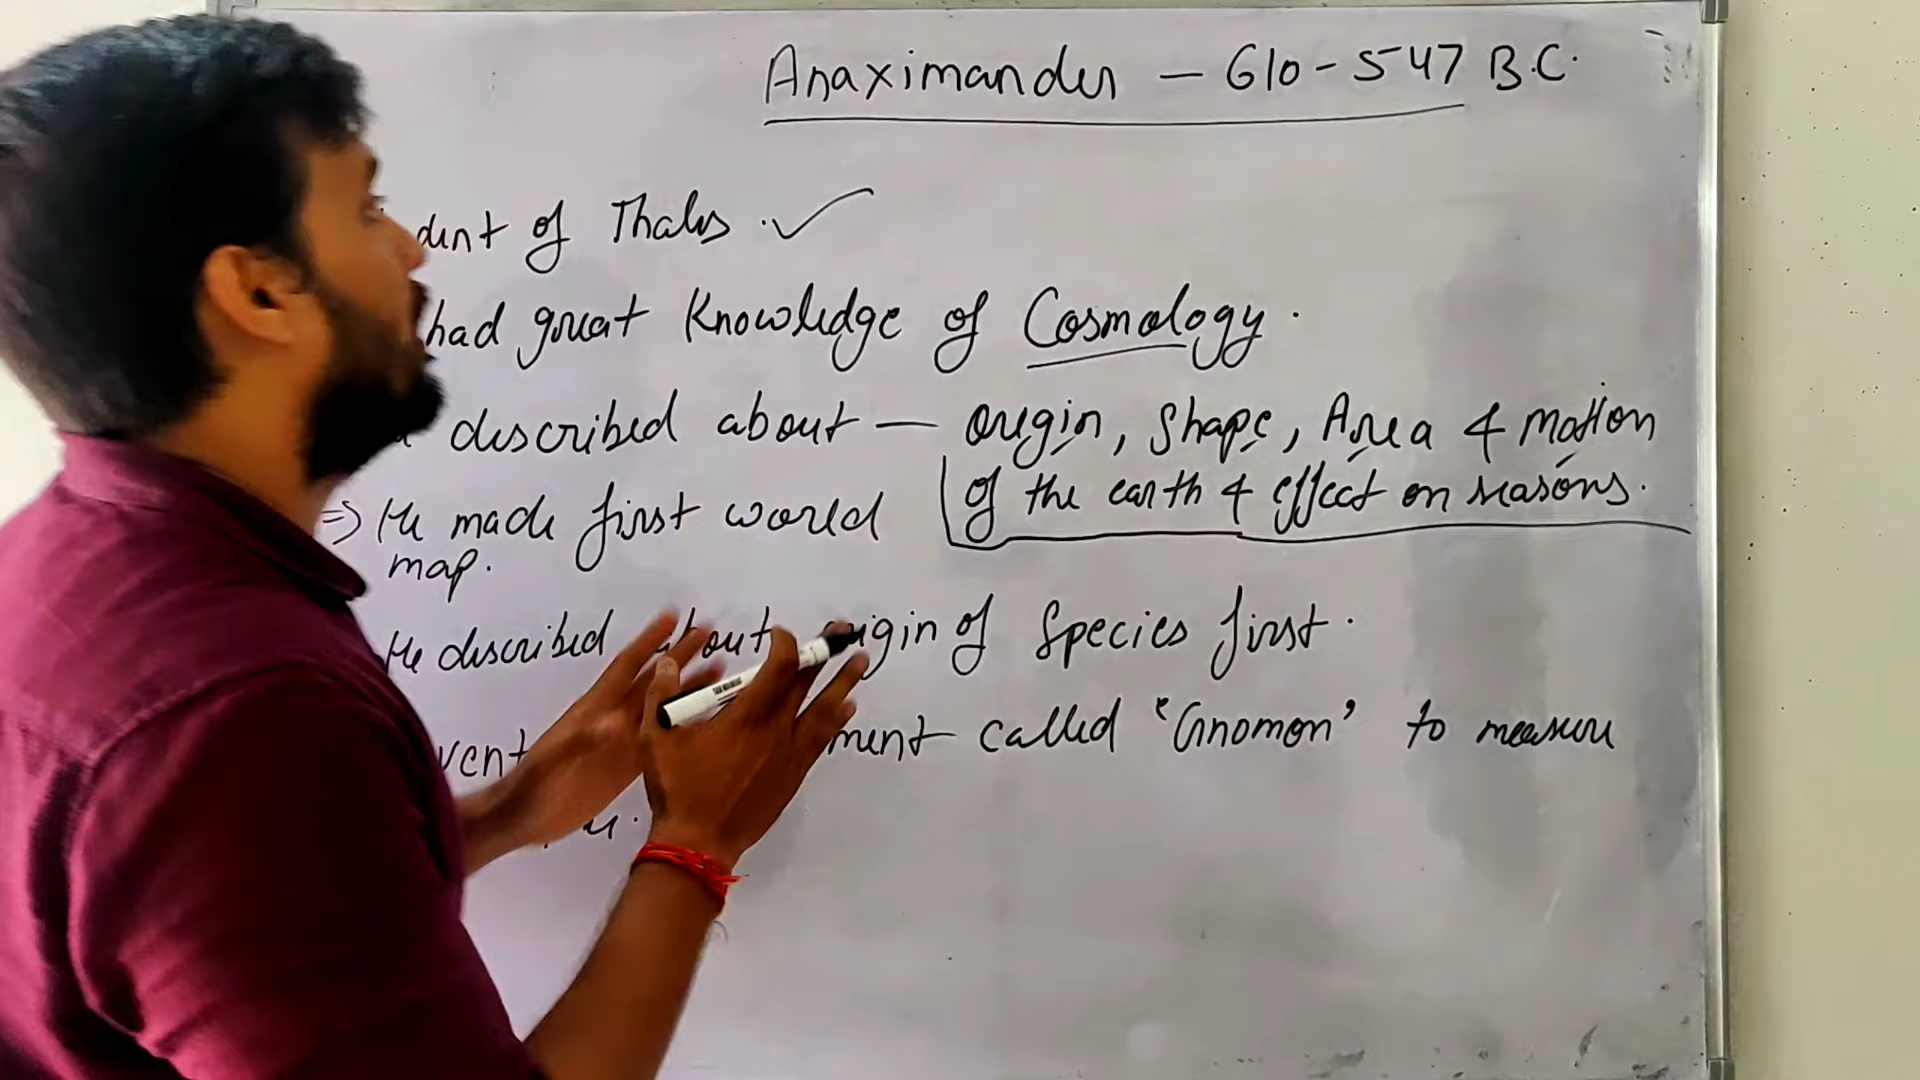 Anaximander — 610-547 B.C.
dent of Thales.
had great Knowledge of Cosmology.
described about — origin, Shape, Area & motion
of the earth & effect on seasons.
⇒ He made first world
map.
He described about origin of Species first.
vent ment called 'Gnomon' to measure